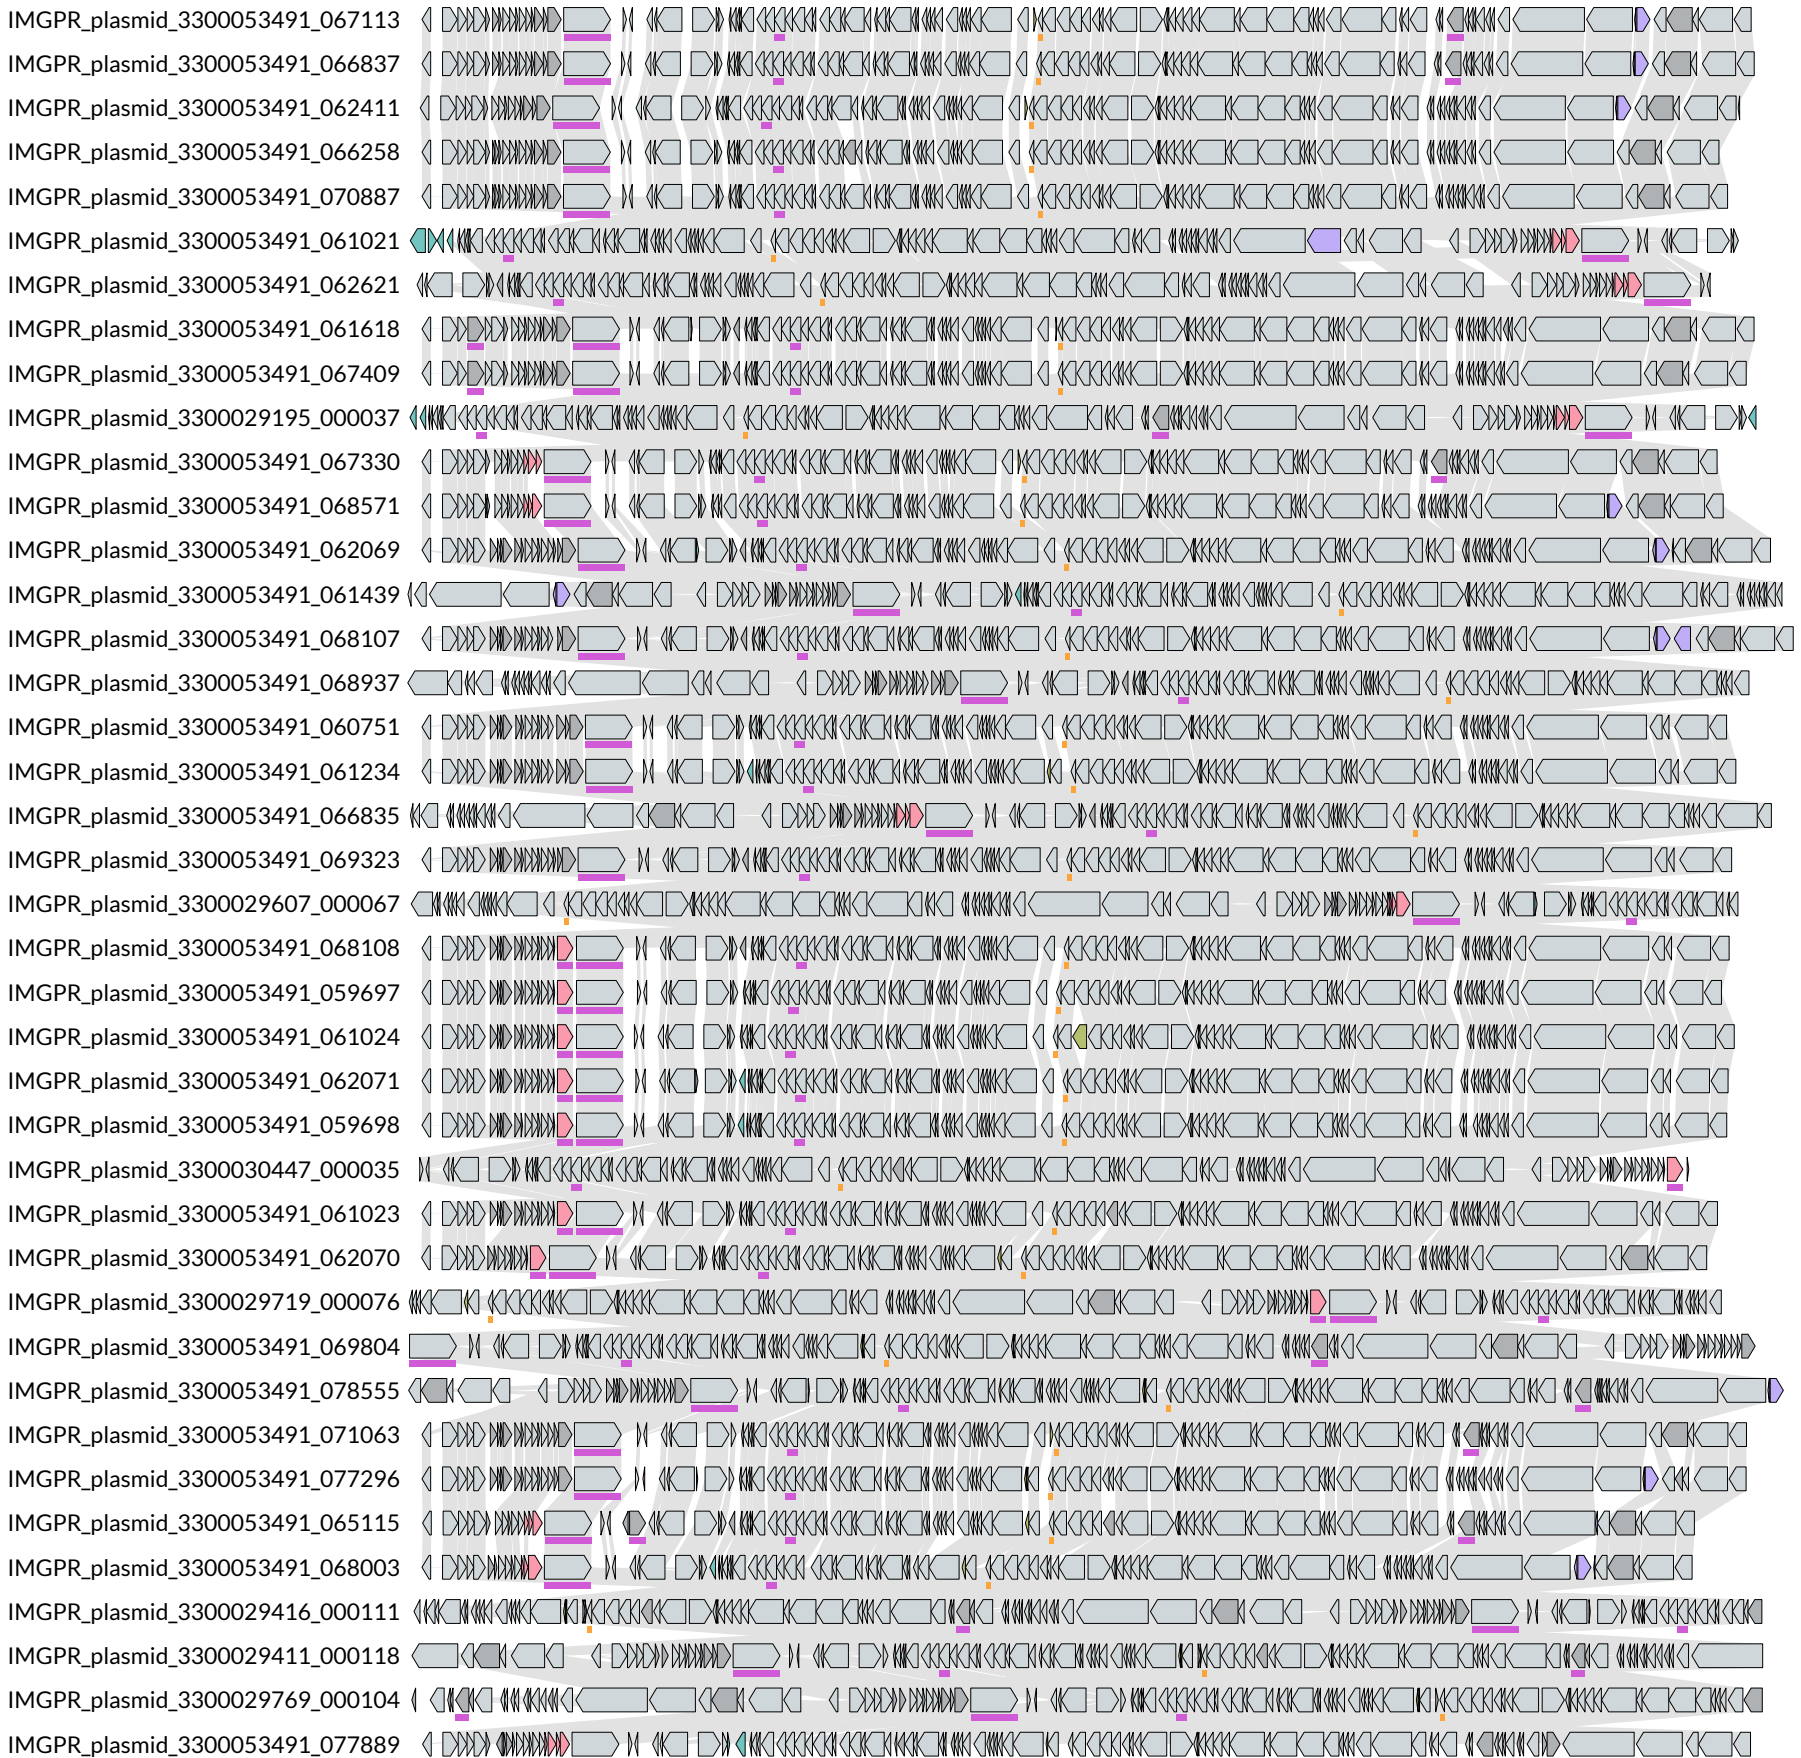 IMGPR_plasmid_3300053491_067113
IMGPR_plasmid_3300053491_066837
IMGPR_plasmid_3300053491_062411
IMGPR_plasmid_3300053491_066258
IMGPR_plasmid_3300053491_070887
IMGPR_plasmid_3300053491_061021
IMGPR_plasmid_3300053491_062621
IMGPR_plasmid_3300053491_061618
IMGPR_plasmid_3300053491_067409
IMGPR_plasmid_3300029195_000037
IMGPR_plasmid_3300053491_067330
IMGPR_plasmid_3300053491_068571
IMGPR_plasmid_3300053491_062069
IMGPR_plasmid_3300053491_061439
IMGPR_plasmid_3300053491_068107
IMGPR_plasmid_3300053491_068937
IMGPR_plasmid_3300053491_060751
IMGPR_plasmid_3300053491_061234
IMGPR_plasmid_3300053491_066835
IMGPR_plasmid_3300053491_069323
IMGPR_plasmid_3300029607_000067
IMGPR_plasmid_3300053491_068108
IMGPR_plasmid_3300053491_059697
IMGPR_plasmid_3300053491_061024
IMGPR_plasmid_3300053491_062071
IMGPR_plasmid_3300053491_059698
IMGPR_plasmid_3300030447_000035
IMGPR_plasmid_3300053491_061023
IMGPR_plasmid_3300053491_062070
IMGPR_plasmid_3300029719_000076
IMGPR_plasmid_3300053491_069804
IMGPR_plasmid_3300053491_078555
IMGPR_plasmid_3300053491_071063
IMGPR_plasmid_3300053491_077296
IMGPR_plasmid_3300053491_065115
IMGPR_plasmid_3300053491_068003
IMGPR_plasmid_3300029416_000111
IMGPR_plasmid_3300029411_000118
IMGPR_plasmid_3300029769_000104
IMGPR_plasmid_3300053491_077889